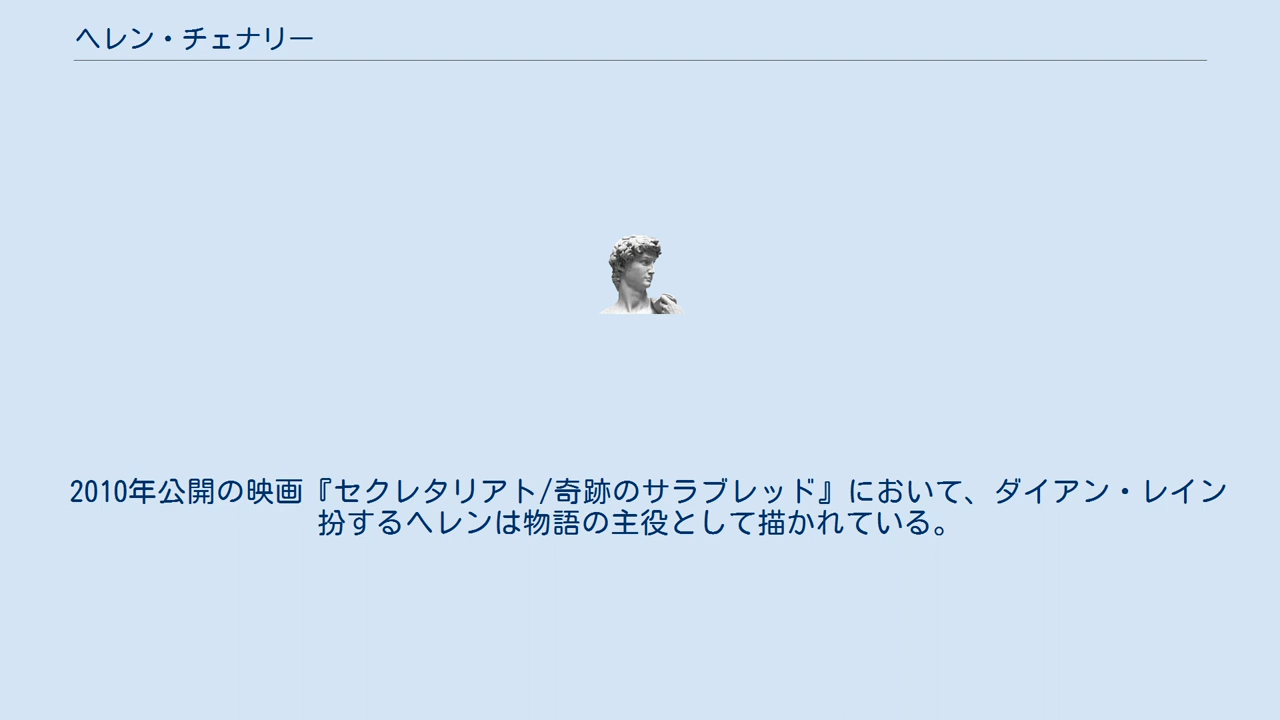 ヘレン・チェナリー
2010年公開の映画『セクレタリアト/奇跡のサラブレッド』において、ダイアン・レイン
扮するヘレンは物語の主役として描かれている。